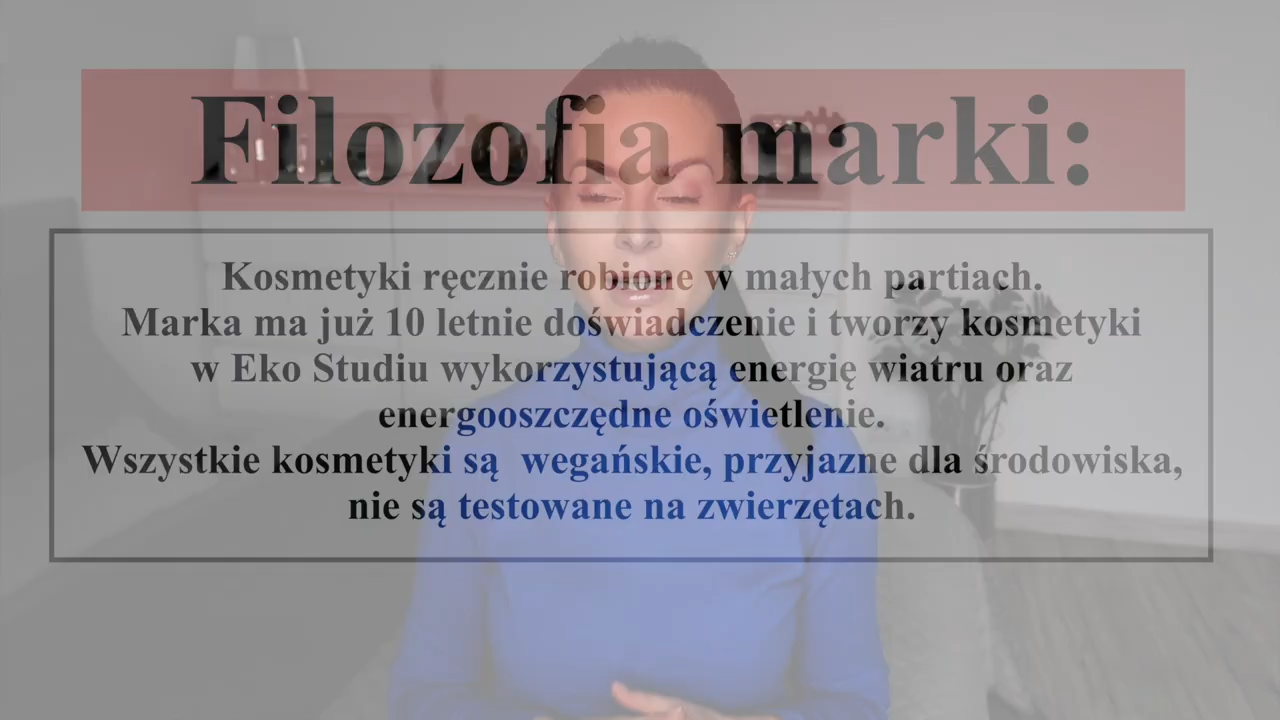 Filozofia marki:
Kosmetyki ręcznie robione w małych partiach.
Marka ma już 10 letnie doświadczenie i tworzy kosmetyki
w Eko Studiu wykorzystującą energię wiatru oraz
energooszczędne oświetlenie.
Wszystkie kosmetyki są wegańskie, przyjazne dla środowiska,
nie są testowane na zwierzętach.